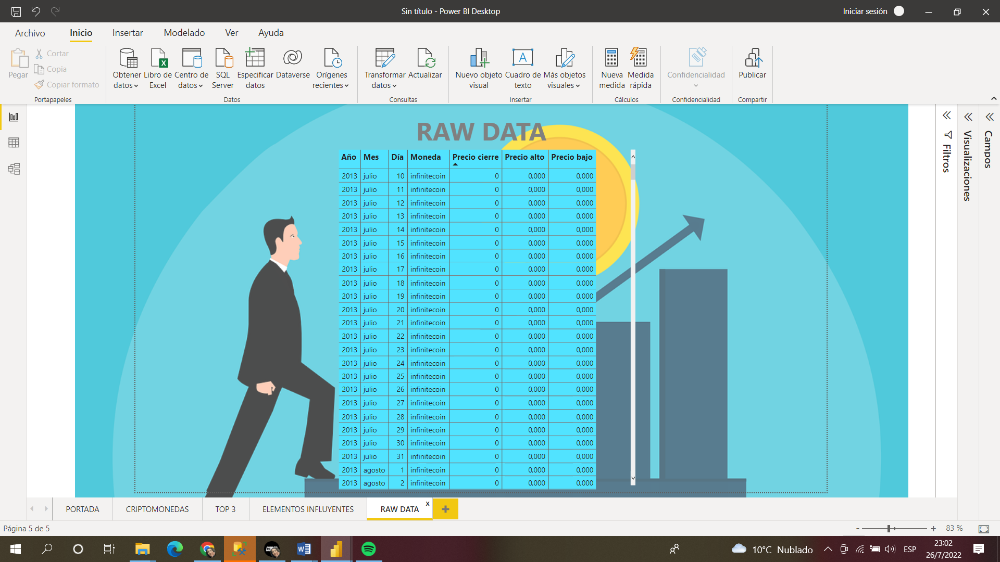 Sin título - Power BI Desktop
Iniciar sesión
Archivo Inicio Insertar Modelado Ver Ayuda
Pegar
Cortar
Copia
Copiar formato
Portapapeles
Obtener datos
Libro de Excel
Centro de datos
SQL Server
Especificar datos
Dataverse
Orígenes recientes
Datos
Transformar datos
Actualizar
Consultas
Nuevo objeto visual
Cuadro de texto
Más objetos visuales
Insertar
Nueva medida
Medida rápida
Cálculos
Confidencialidad
Confidencialidad
Publicar
Compartir
RAW DATA
Año Mes Día Moneda Precio cierre Precio alto Precio bajo
2013 julio 10 infinitecoin 0 0,000 0,000
2013 julio 11 infinitecoin 0 0,000 0,000
2013 julio 12 infinitecoin 0 0,000 0,000
2013 julio 13 infinitecoin 0 0,000 0,000
2013 julio 14 infinitecoin 0 0,000 0,000
2013 julio 15 infinitecoin 0 0,000 0,000
2013 julio 16 infinitecoin 0 0,000 0,000
2013 julio 17 infinitecoin 0 0,000 0,000
2013 julio 18 infinitecoin 0 0,000 0,000
2013 julio 19 infinitecoin 0 0,000 0,000
2013 julio 20 infinitecoin 0 0,000 0,000
2013 julio 21 infinitecoin 0 0,000 0,000
2013 julio 22 infinitecoin 0 0,000 0,000
2013 julio 23 infinitecoin 0 0,000 0,000
2013 julio 24 infinitecoin 0 0,000 0,000
2013 julio 25 infinitecoin 0 0,000 0,000
2013 julio 26 infinitecoin 0 0,000 0,000
2013 julio 27 infinitecoin 0 0,000 0,000
2013 julio 28 infinitecoin 0 0,000 0,000
2013 julio 29 infinitecoin 0 0,000 0,000
2013 julio 30 infinitecoin 0 0,000 0,000
2013 julio 31 infinitecoin 0 0,000 0,000
2013 agosto 1 infinitecoin 0 0,000 0,000
2013 agosto 2 infinitecoin 0 0,000 0,000
Filtros
Visualizaciones
Campos
PORTADA CRIPTOMONEDAS TOP 3 ELEMENTOS INFLUYENTES RAW DATA x
Página 5 de 5
- + 83 %
10°C Nublado
ESP
23:02
26/7/2022